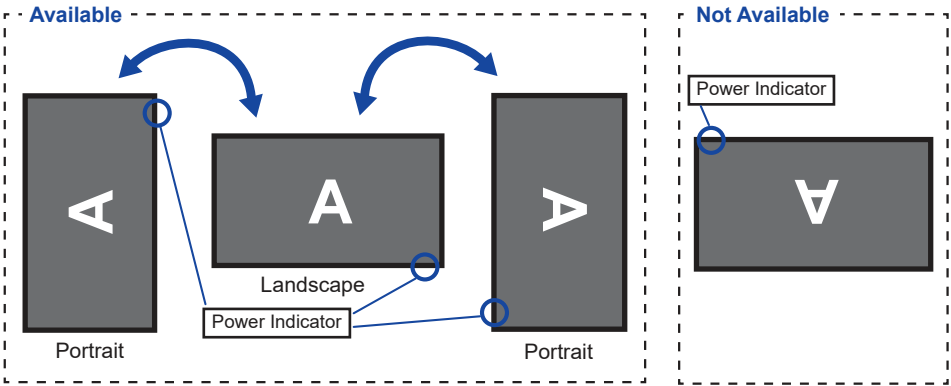 Available
A
A
A
Landscape
Power Indicator
Portrait
Portrait
Not Available
Power Indicator
A